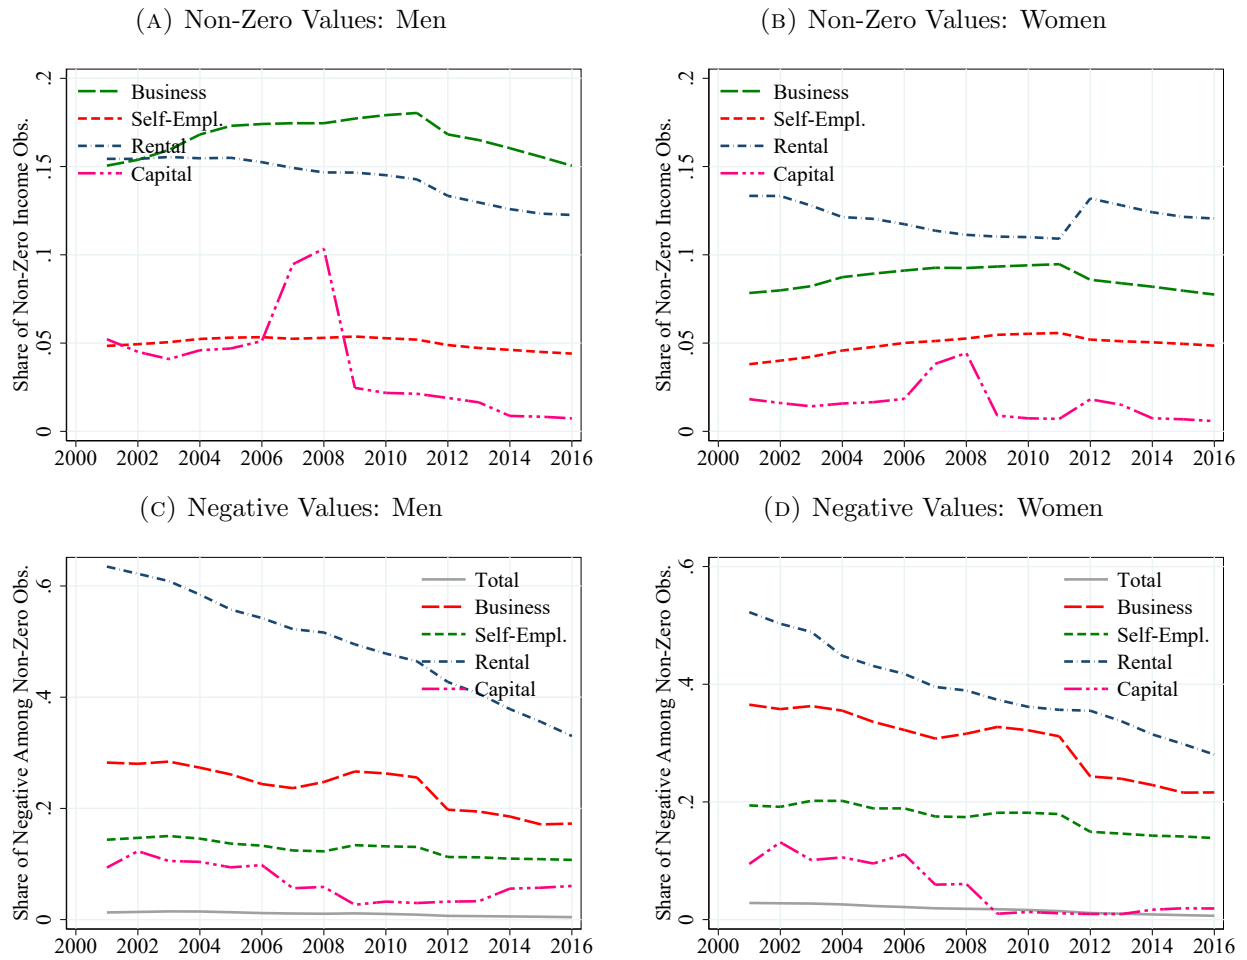 (A) Non-Zero Values: Men
Share of Non-Zero Income Obs.
.2
.15
.1
.05
0
Business
Self-Empl.
Rental
Capital
2000 2002 2004 2006 2008 2010 2012 2014 2016
(B) Non-Zero Values: Women
Share of Non-Zero Income Obs.
.2
.15
.1
.05
0
Business
Self-Empl.
Rental
Capital
2000 2002 2004 2006 2008 2010 2012 2014 2016
(C) Negative Values: Men
Share of Negative Among Non-Zero Obs.
.6
.4
.2
0
Total
Business
Self-Empl.
Rental
Capital
2000 2002 2004 2006 2008 2010 2012 2014 2016
(D) Negative Values: Women
Share of Negative Among Non-Zero Obs.
.6
.4
.2
0
Total
Business
Self-Empl.
Rental
Capital
2000 2002 2004 2006 2008 2010 2012 2014 2016